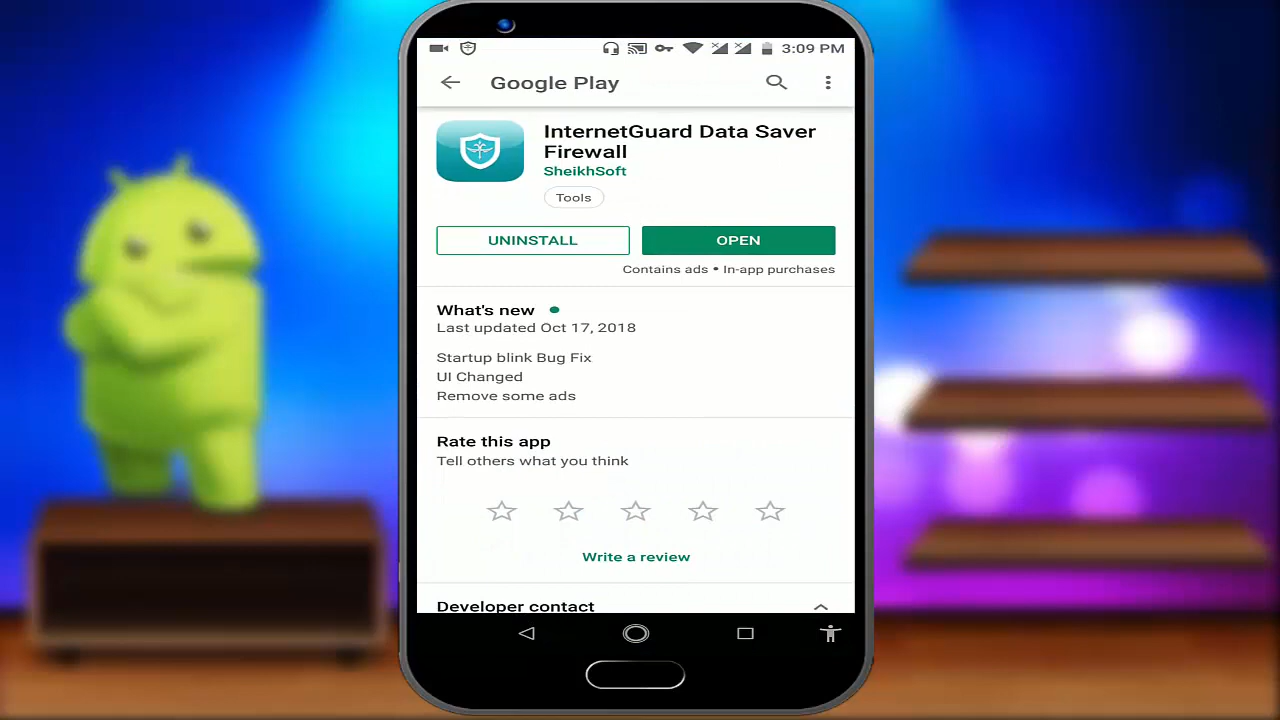 3:09 PM
Google Play
InternetGuard Data Saver
Firewall
SheikhSoft
Tools
UNINSTALL
OPEN
Contains ads • In-app purchases
What's new
Last updated Oct 17, 2018
Startup blink Bug Fix
UI Changed
Remove some ads
Rate this app
Tell others what you think
Write a review
Developer contact